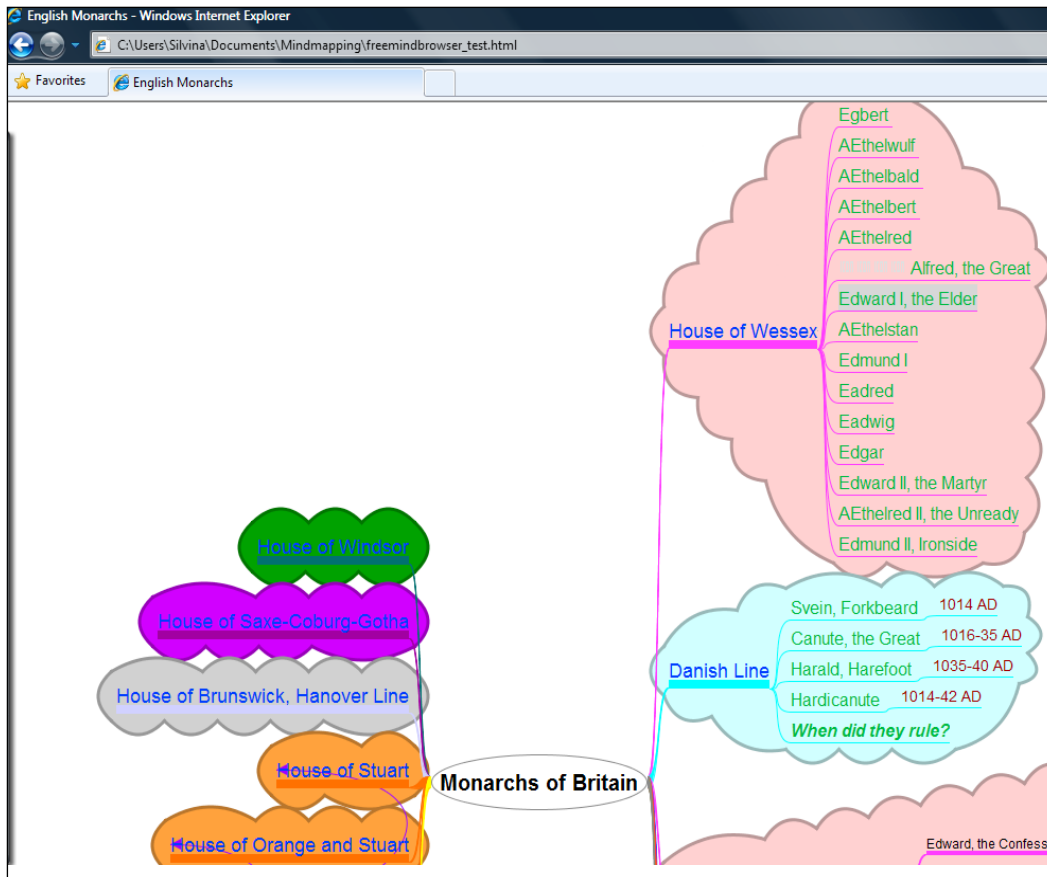 English Monarchs - Windows Internet Explorer
C:\Users\Silvina\Documents\Mindmapping\freemindbrowser_test.html
Favorites
English Monarchs
House of Wessex
Egbert
AEthelwulf
AEthelbald
AEthelbert
AEthelred
Alfred, the Great
Edward I, the Elder
AEthelstan
Edmund I
Eadred
Eadwig
Edgar
Edward II, the Martyr
AEthelred II, the Unready
Edmund II, Ironside
Danish Line
Svein, Forkbeard 1014 AD
Canute, the Great 1016-35 AD
Harald, Harefoot 1035-40 AD
Hardicanute 1014-42 AD
When did they rule?
House of Windsor
House of Saxe-Coburg-Gotha
House of Brunswick, Hanover Line
House of Stuart
House of Orange and Stuart
Monarchs of Britain
Edward, the Confess